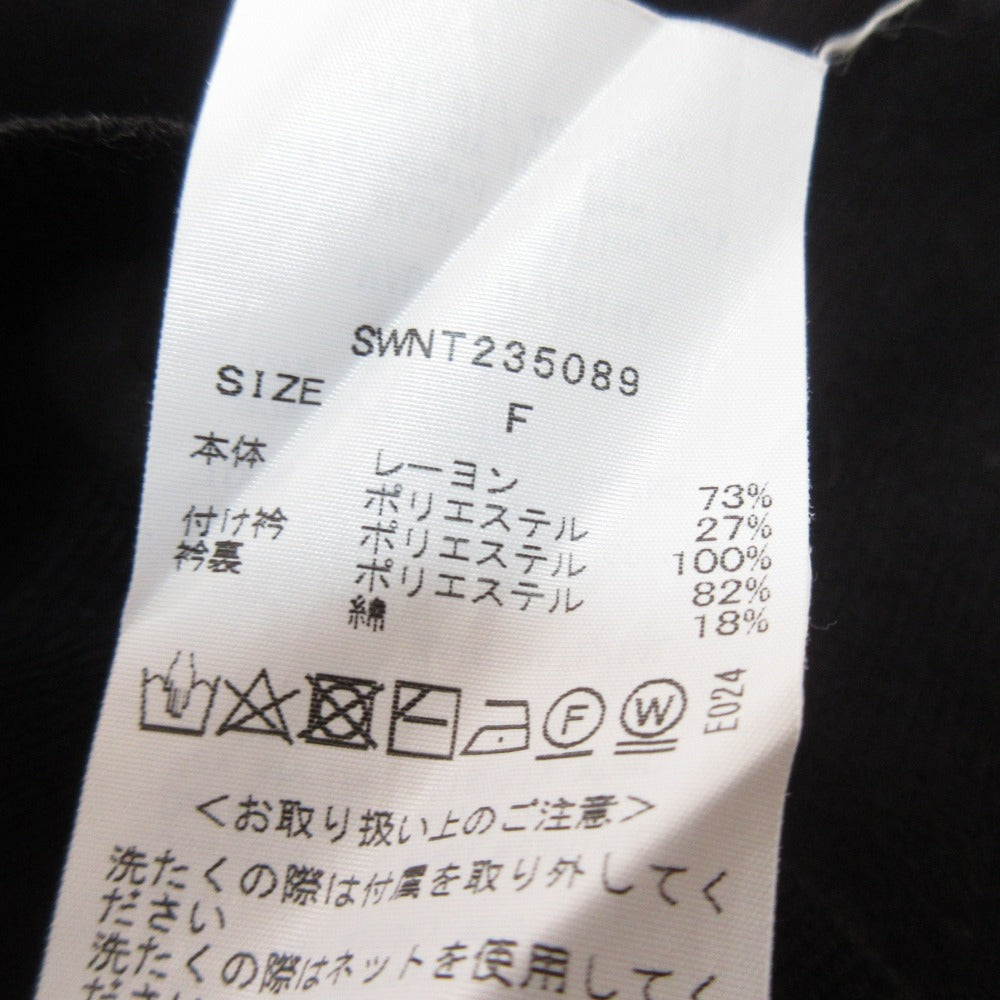 SWNT235089
SIZE F
本体 レーヨン 73%
ポリエステル 27%
付け衿 ポリエステル 100%
衿裏 ポリエステル 82%
綿 18%
F W E024
<お取り扱い上のご注意>
洗たくの際は付属を取り外してく
ださい
洗たくの際はネットを使用してく
ださい